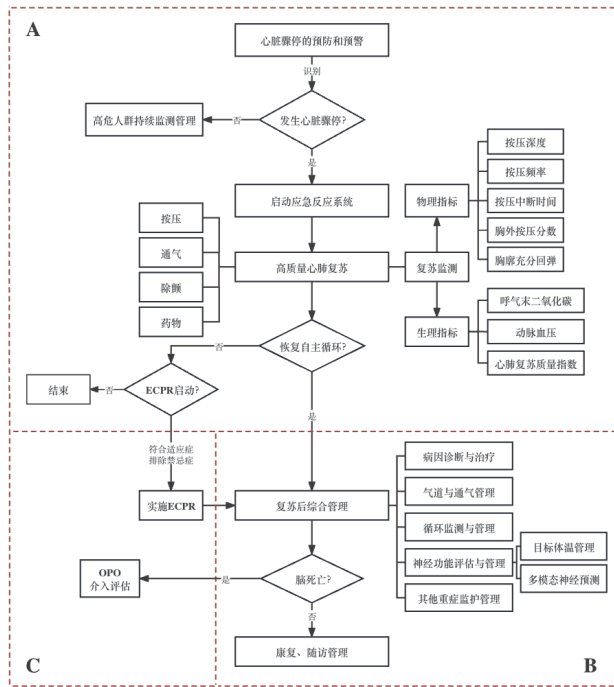 A
心脏骤停的预防和预警
识别
高危人群持续监测管理
否
发生心脏骤停?
是
启动应急反应系统
按压
通气
除颤
药物
高质量心肺复苏
复苏监测
物理指标
按压深度
按压频率
按压中断时间
胸外按压分数
胸廓充分回弹
生理指标
呼气末二氧化碳
动脉血压
心肺复苏质量指数
恢复自主循环?
否
是
ECPR启动?
否
结束
符合适应症
排除禁忌症
实施ECPR
复苏后综合管理
病因诊断与治疗
气道与通气管理
循环监测与管理
神经功能评估与管理
其他重症监护管理
目标体温管理
多模态神经预测
脑死亡?
是
OPO
介入评估
否
康复、随访管理
C
B